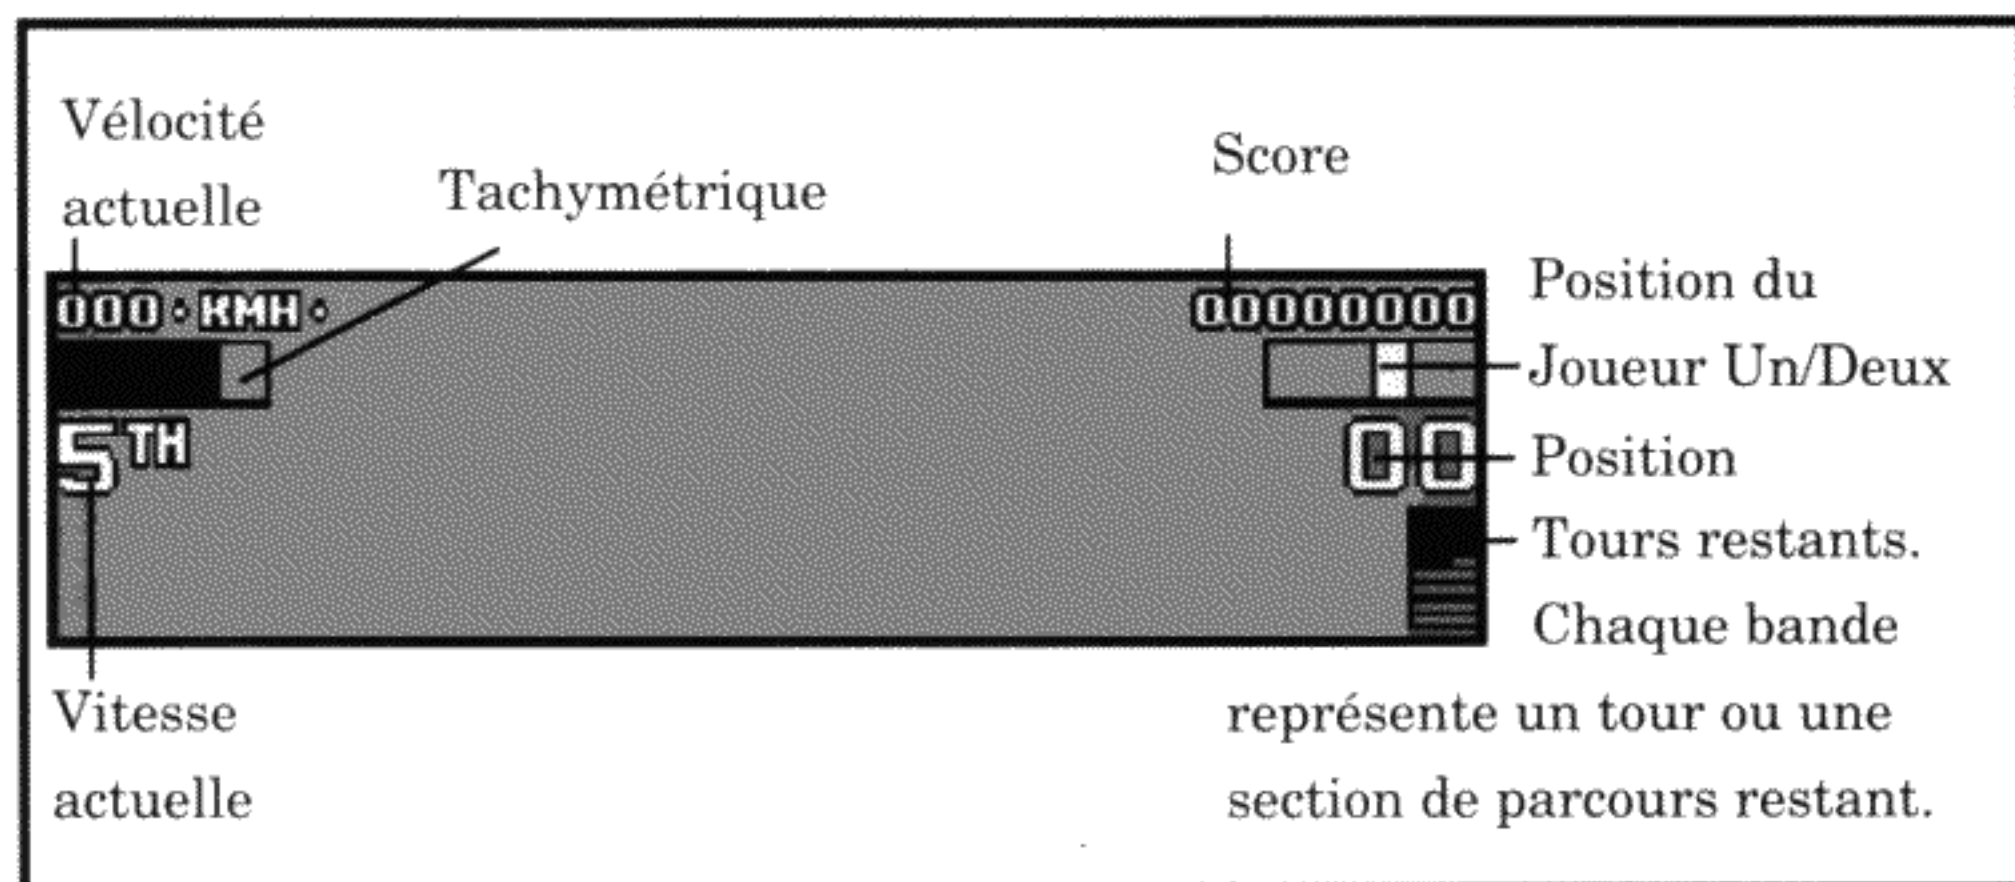 Vélocité
actuelle
Tachymétrique
Score
000 KMH
00000000
5TH
00
Position du
Joueur Un/Deux
Position
Tours restants.
Chaque bande
représente un tour ou une
section de parcours restant.
Vitesse
actuelle